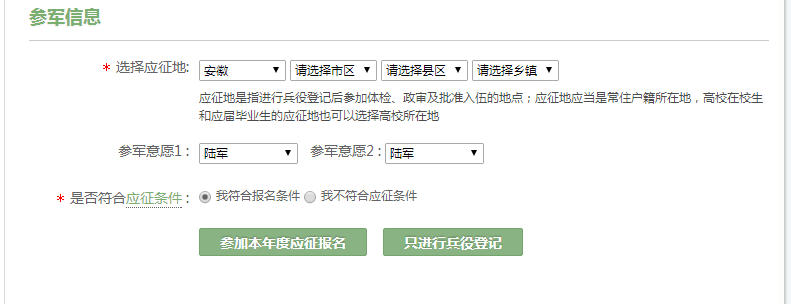 参军信息
* 选择应征地: 安徽 请选择市区 请选择县区 请选择乡镇
应征地是指进行兵役登记后参加体检、政审及批准入伍的地点；应征地应当是常住户籍所在地，高校在校生
和应届毕业生的应征地也可以选择高校所在地
参军意愿1： 陆军 参军意愿2： 陆军
* 是否符合应征条件： 我符合报名条件 我不符合应征条件
参加本年度应征报名 只进行兵役登记